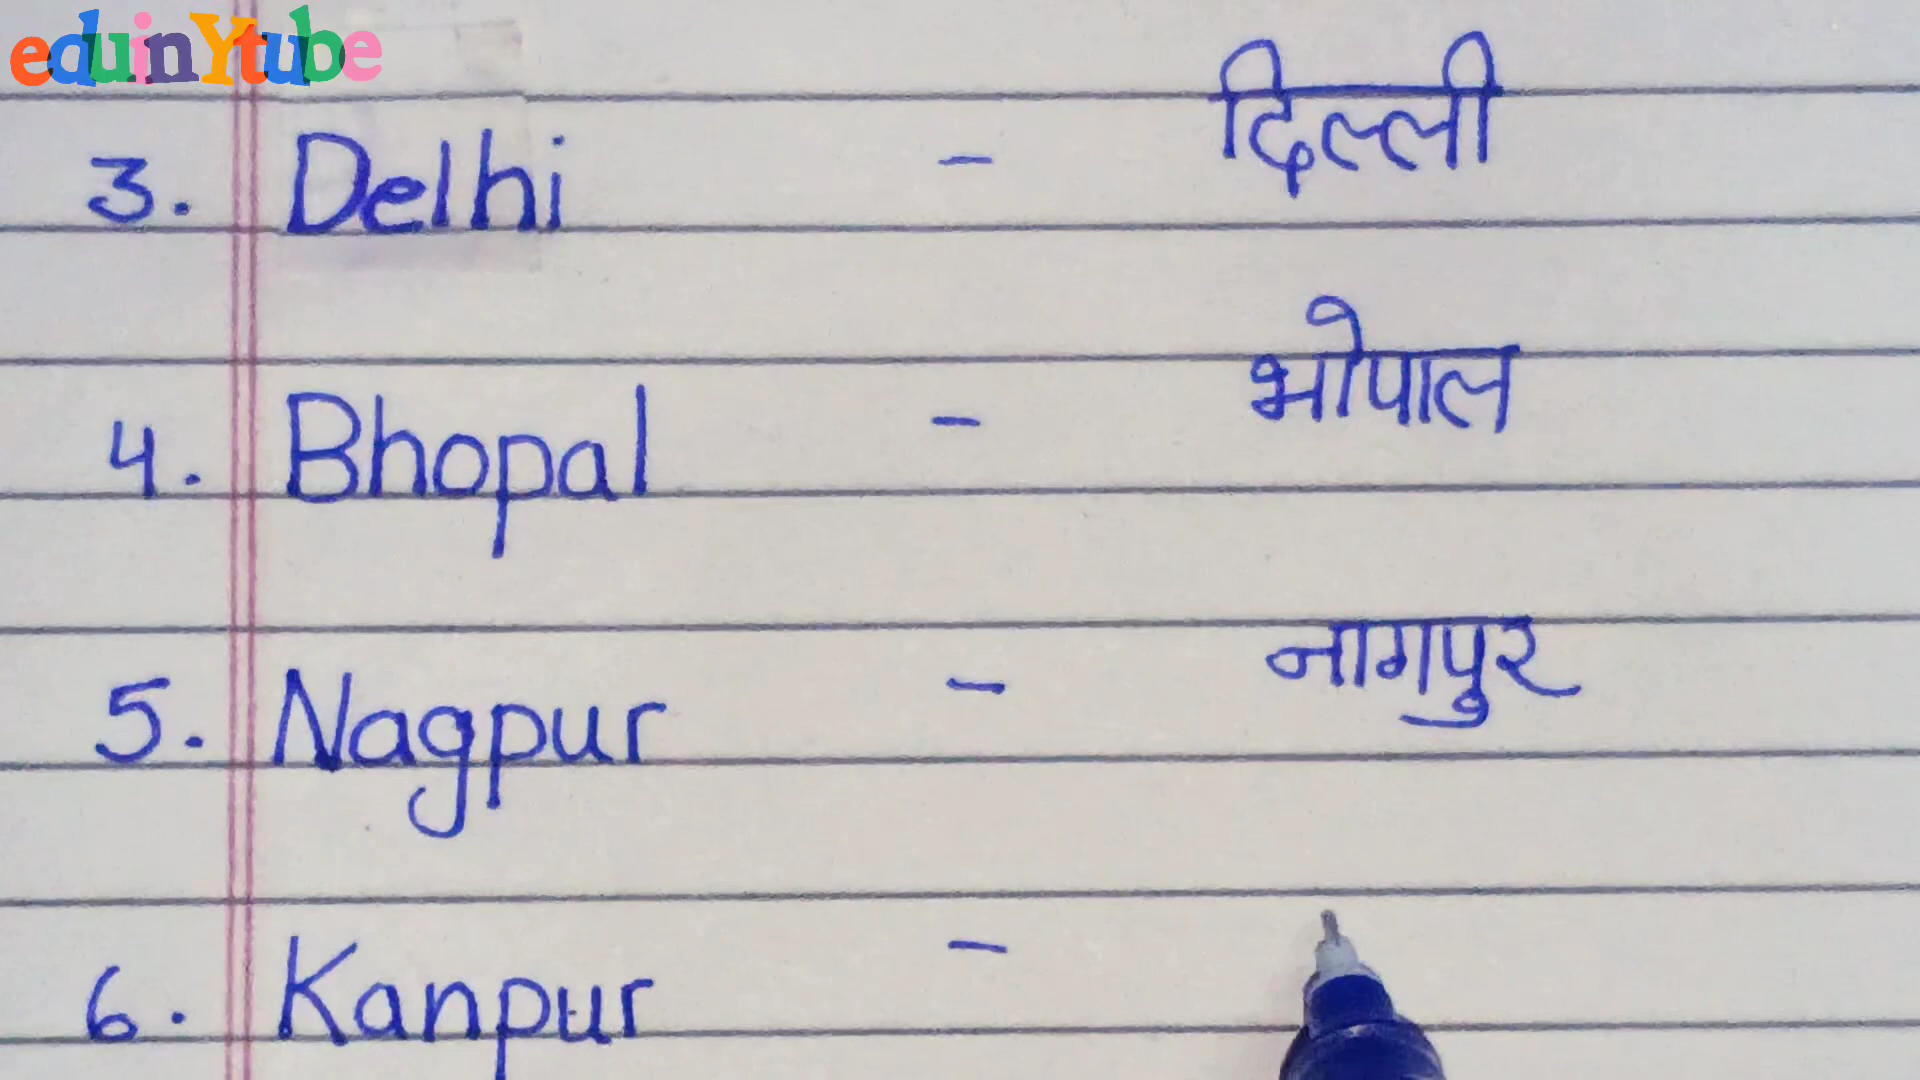 eduinYtube
3. Delhi - दिल्ली
4. Bhopal - भोपाल
5. Nagpur - नागपुर
6. Kanpur -